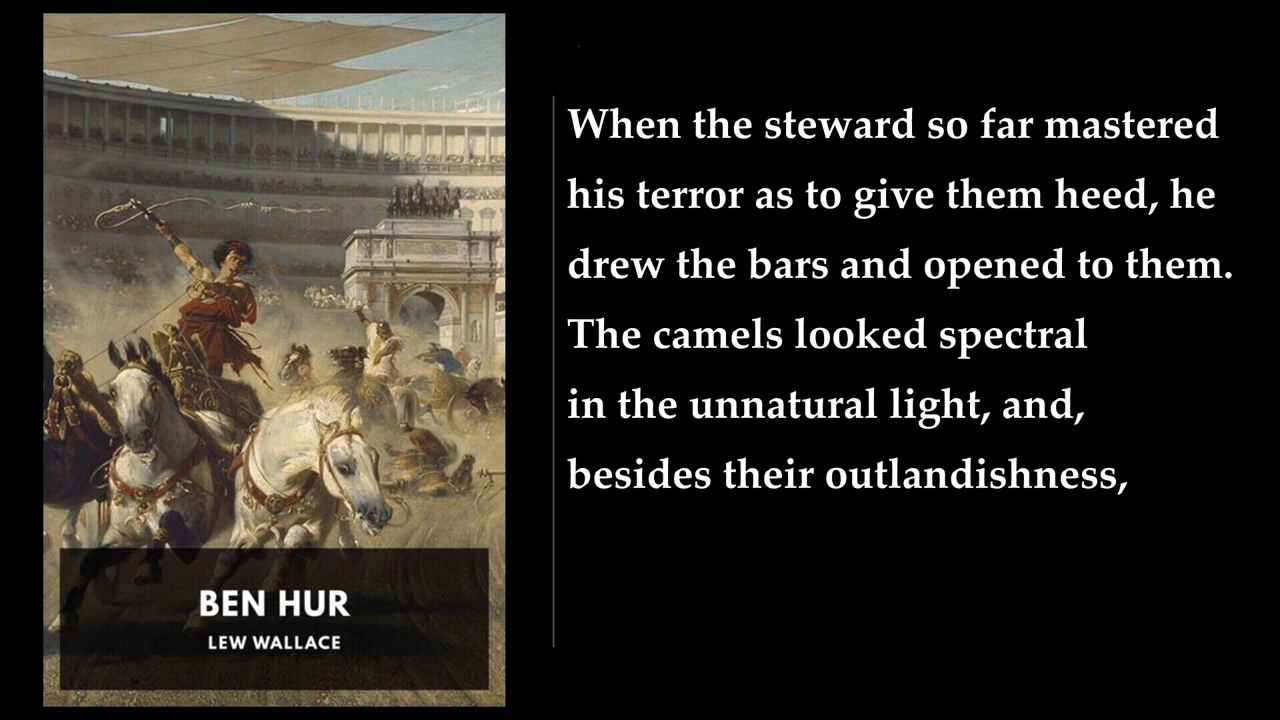 BEN HUR
LEW WALLACE
When the steward so far mastered
his terror as to give them heed, he
drew the bars and opened to them.
The camels looked spectral
in the unnatural light, and,
besides their outlandishness,